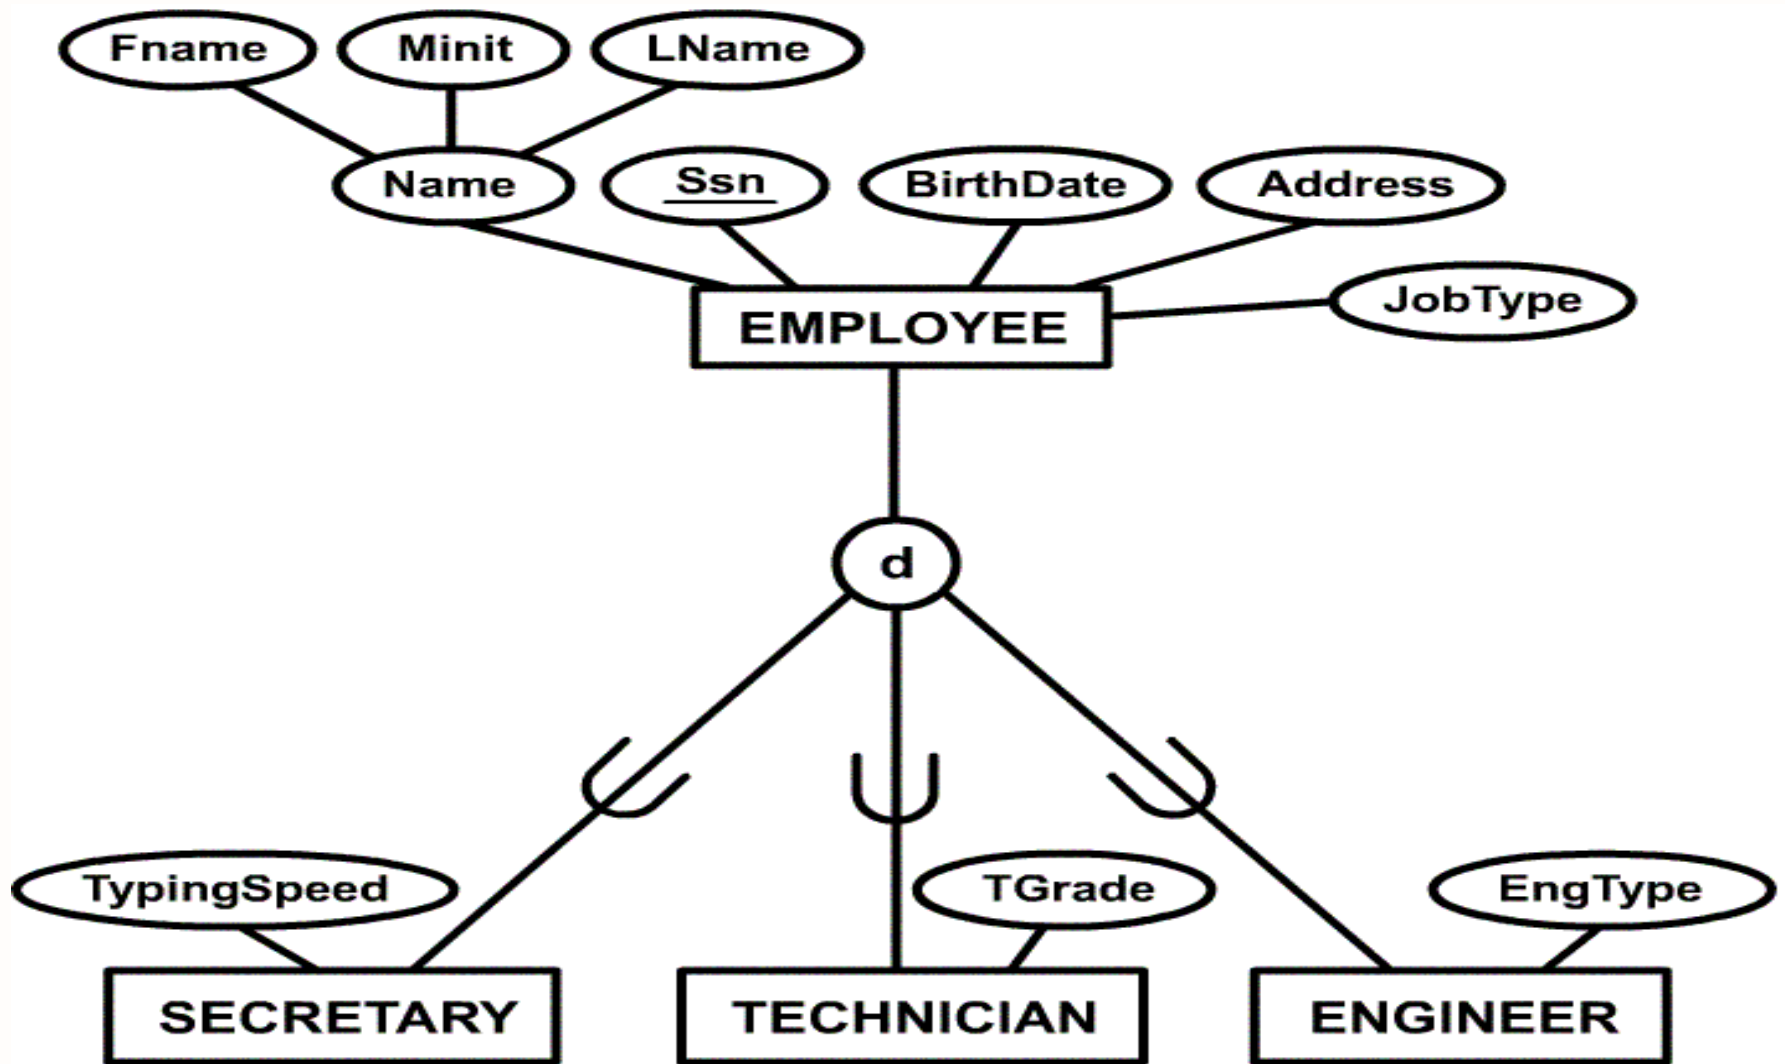 Fname Minit LName
Name Ssn BirthDate Address
JobType
EMPLOYEE
d
TypingSpeed TGrade EngType
SECRETARY TECHNICIAN ENGINEER